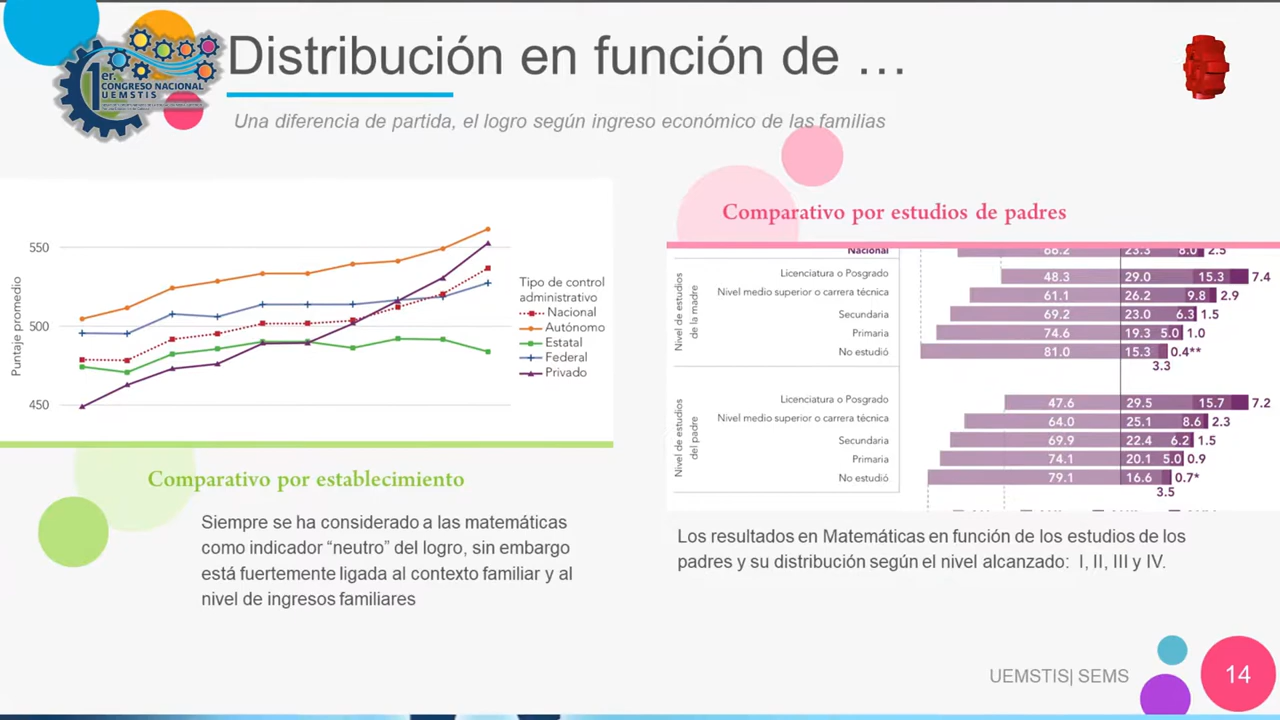 Distribución en función de …
1er.
CONGRESO NACIONAL
UEMSTIS
Una diferencia de partida, el logro según ingreso económico de las familias
550
500
450
Puntaje promedio
Tipo de control
administrativo
Nacional
Autónomo
Estatal
Federal
Privado
Comparativo por establecimiento
Siempre se ha considerado a las matemáticas
como indicador “neutro” del logro, sin embargo
está fuertemente ligada al contexto familiar y al
nivel de ingresos familiares
Comparativo por estudios de padres
Nacional 66.2 23.3 8.0 2.5
Nivel de estudios
de la madre
Licenciatura o Posgrado 48.3 29.0 15.3 7.4
Nivel medio superior o carrera técnica 61.1 26.2 9.8 2.9
Secundaria 69.2 23.0 6.3 1.5
Primaria 74.6 19.3 5.0 1.0
No estudió 81.0 15.3 0.4**
3.3
Nivel de estudios
del padre
Licenciatura o Posgrado 47.6 29.5 15.7 7.2
Nivel medio superior o carrera técnica 64.0 25.1 8.6 2.3
Secundaria 69.9 22.4 6.2 1.5
Primaria 74.1 20.1 5.0 0.9
No estudió 79.1 16.6 0.7*
3.5
Los resultados en Matemáticas en función de los estudios de los
padres y su distribución según el nivel alcanzado: I, II, III y IV.
UEMSTIS| SEMS
14